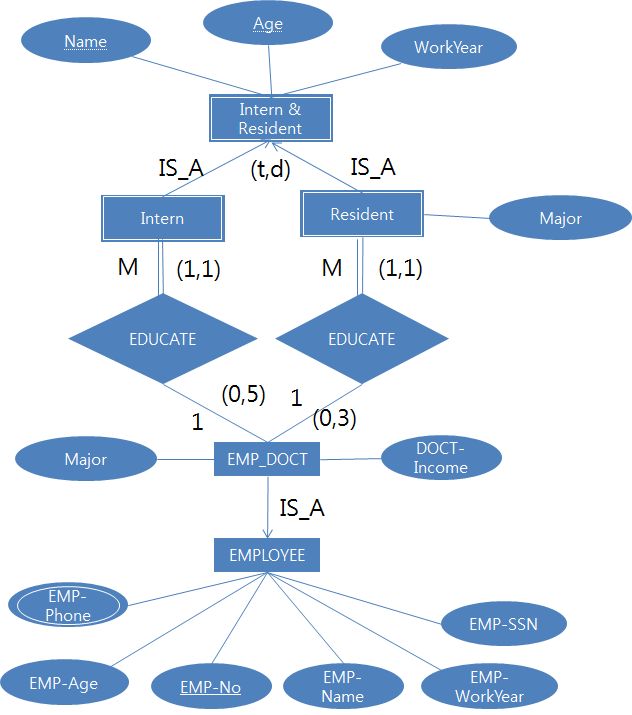 Age
Name
WorkYear
Intern &
Resident
IS_A
(t,d)
IS_A
Intern
Resident
Major
M
(1,1)
M
(1,1)
EDUCATE
EDUCATE
(0,5)
1
1
(0,3)
Major
EMP_DOCT
DOCT-
Income
IS_A
EMPLOYEE
EMP-
Phone
EMP-SSN
EMP-Age
EMP-No
EMP-
Name
EMP-
WorkYear